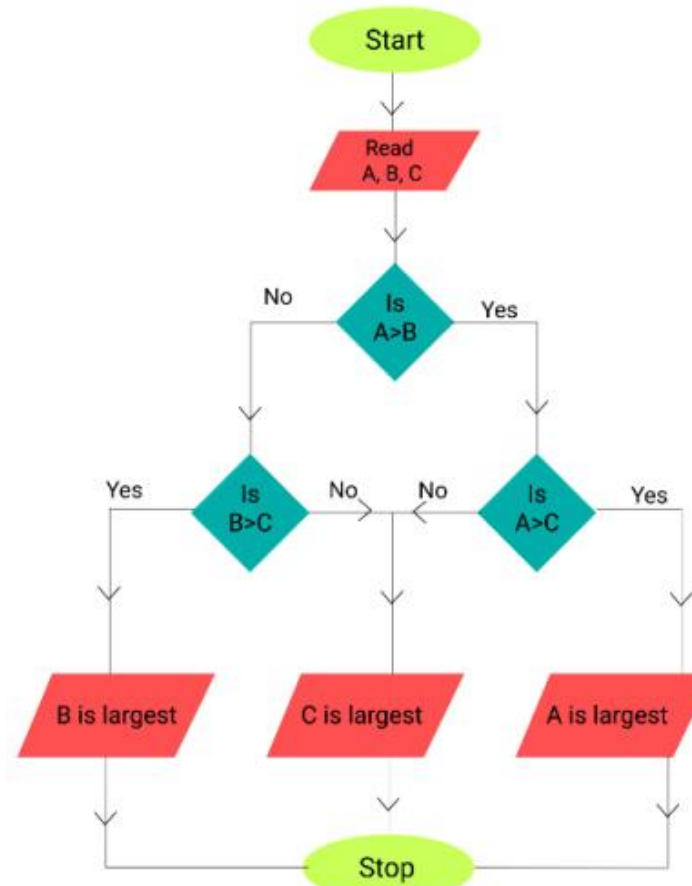 Start
Read
A, B, C
No
Is
A>B
Yes
Yes
Is
B>C
No
No
Is
A>C
Yes
B is largest
C is largest
A is largest
Stop